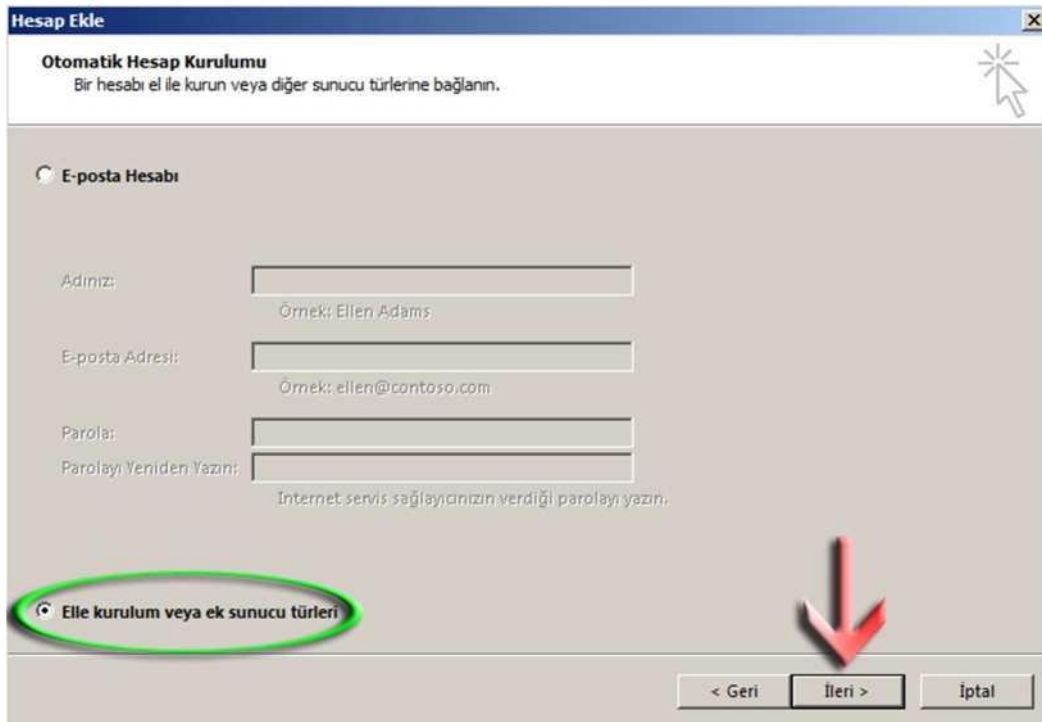 Hesap Ekle
Otomatik Hesap Kurulumu
Bir hesabı el ile kurun veya diğer sunucu türlerine bağlanın.
E-posta Hesabı
Adınız:
Örnek: Ellen Adams
E-posta Adresi:
Örnek: ellen@contoso.com
Parola:
Parolayı Yeniden Yazın:
Internet servis sağlayıcınızın verdiği parolayı yazın.
Elle kurulum veya ek sunucu türleri
< Geri
İleri >
İptal